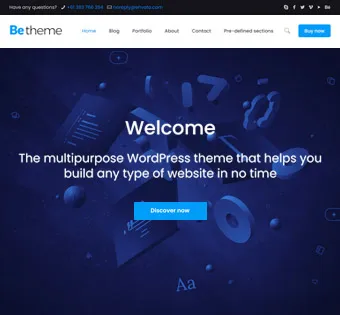 Have any questions? +61 383 766 284 noreply@envato.com
Betheme
Home Blog Portfolio About Contact Pre-defined sections Buy now
Welcome
The multipurpose WordPress theme that helps you
build any type of website in no time
Discover now
Aa